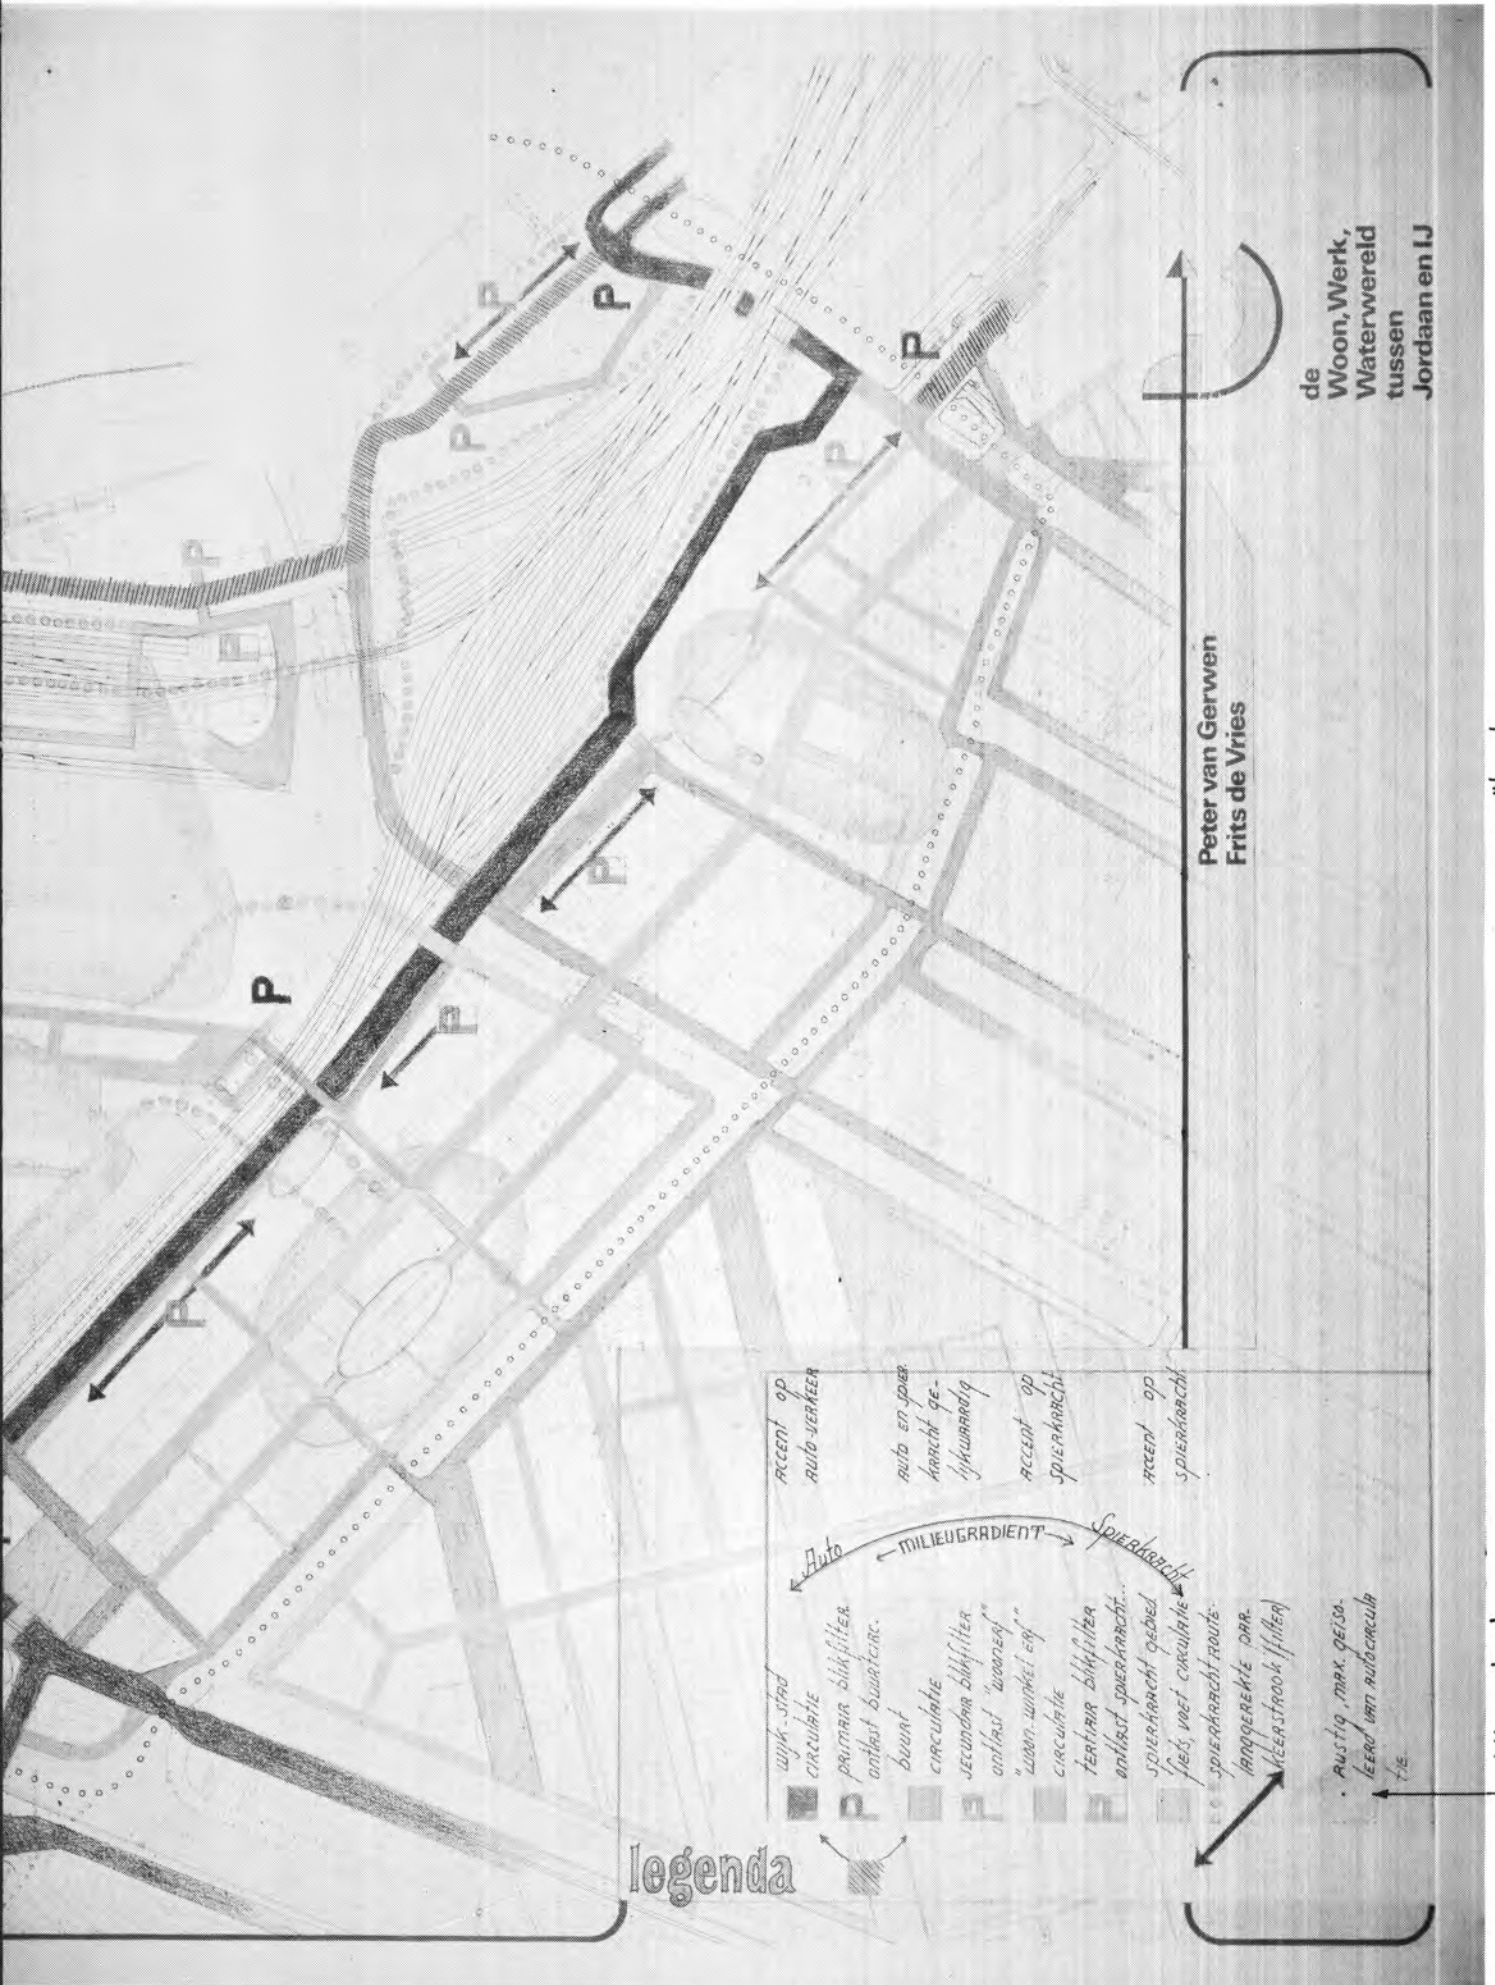 de
Woon, Werk,
Waterwereld
tussen
Jordaan en IJ
Peter van Gerwen
Frits de Vries
P
P
P
P
P
P
P
P
P
P
P
P
legenda
wijk-stad
circulatie
P primair blikfilter
ontlast buurtcirc.
buurt
circulatie
P secundair blikfilter
ontlast "woonerf"
"woon-winkel erf"
circulatie
P tertiair blikfilter
ontlast spierkracht...
spierkracht gebied
fiets, voet circulatie
spierkracht route
langgerekte par-
keerstrook (filter)
• Rustig, max. geïso-
leerd van autocircula
tie
Auto
← MILIEUGRADIENT →
Spierkracht
Accent op
auto-verkeer
Auto en spier
kracht ge-
lijkwaardig
Accent op
spierkracht
Accent op
spierkracht